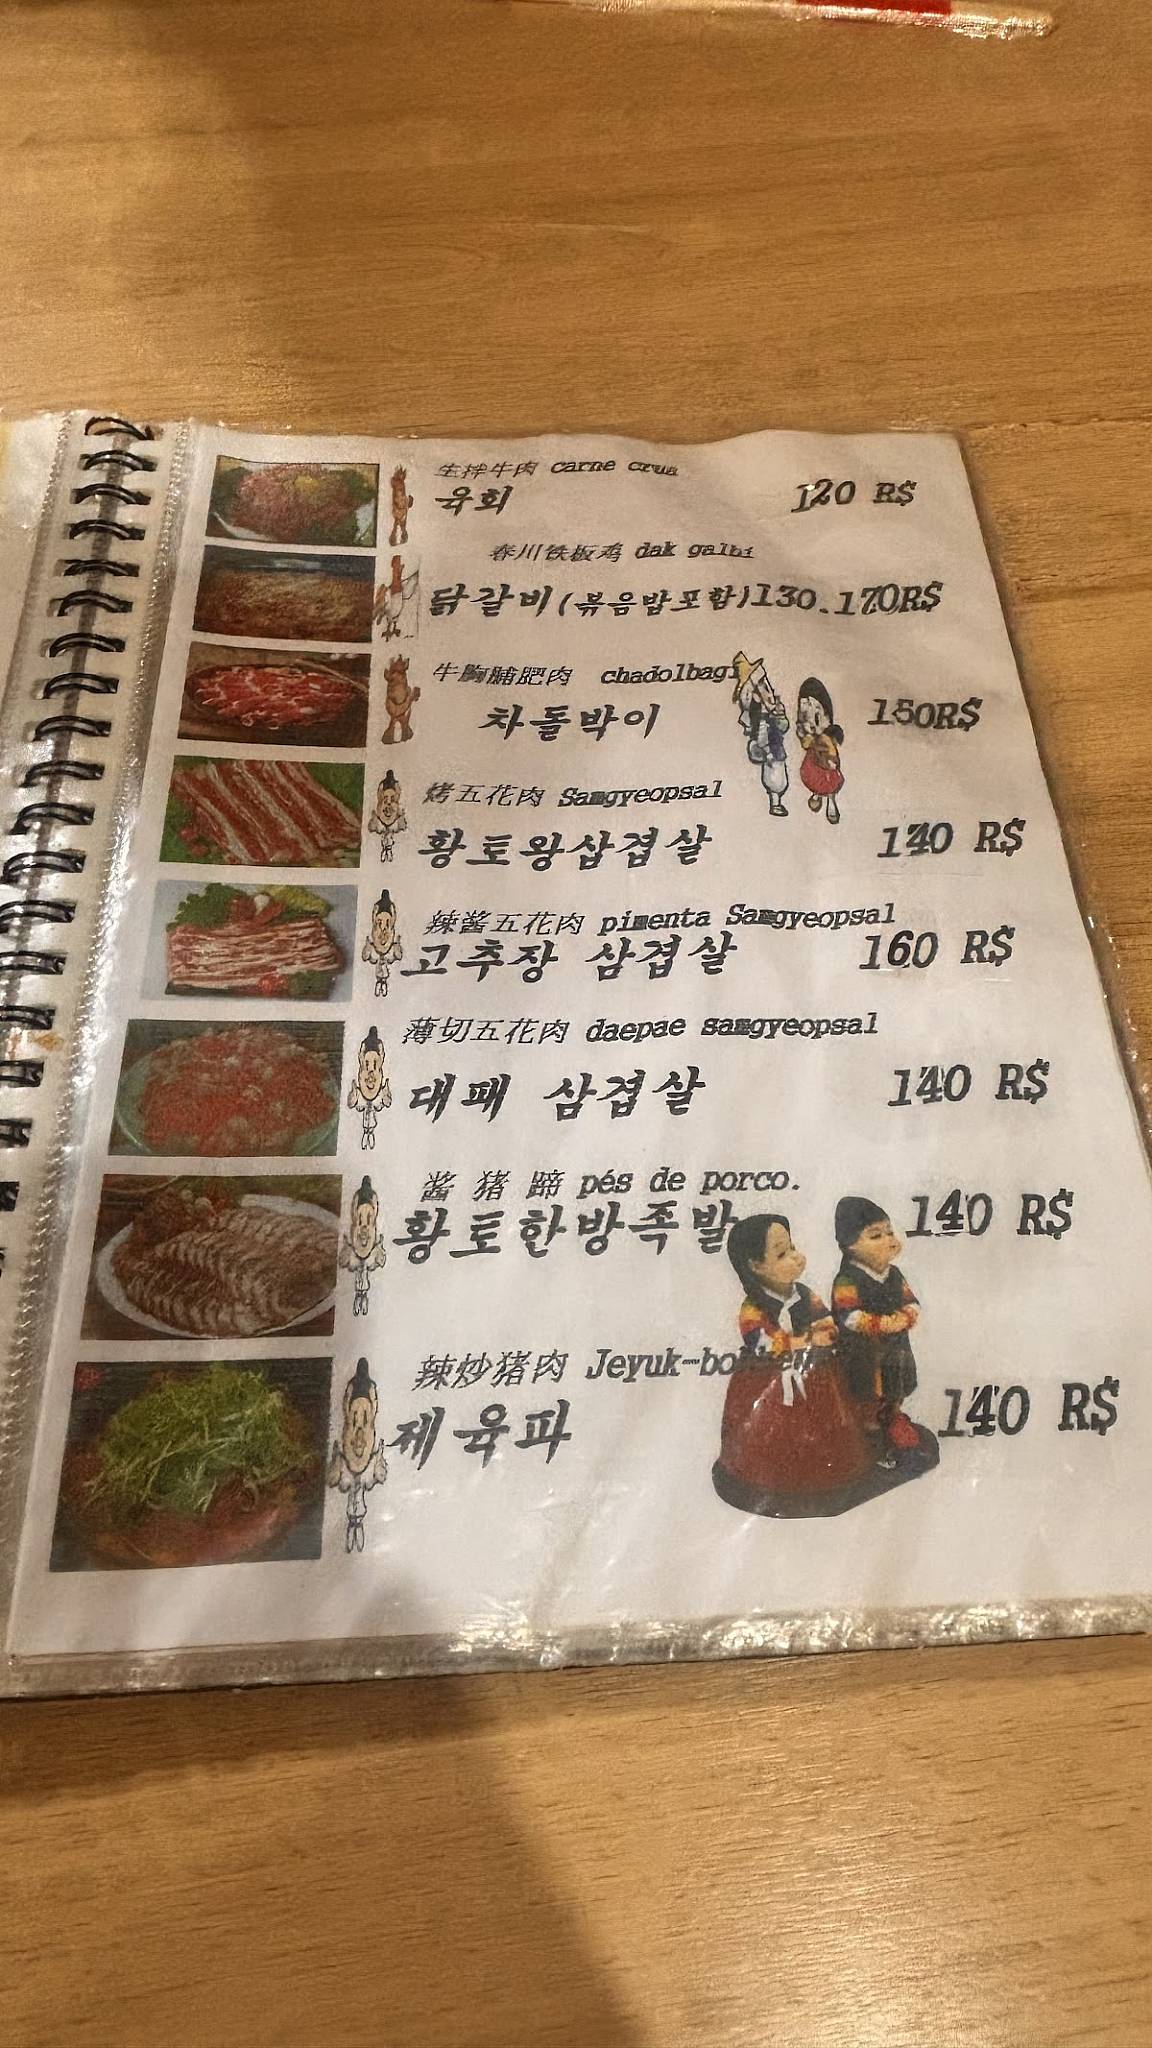 生拌牛肉 carne crua
육회 120 R$
春川铁板鸡 dak galbi
닭갈비(볶음밥포함)130.170R$
牛胸脯肥肉 chadolbagi
차돌박이 150R$
烤五花肉 Samgyeopsal
황토왕삼겹살 140 R$
辣酱五花肉 pimenta Samgyeopsal
고추장 삼겹살 160 R$
薄切五花肉 daepae samgyeopsal
대패 삼겹살 140 R$
酱 猪 蹄 pés de porco.
황토한방족발 140 R$
辣炒猪肉
제육파 140 R$